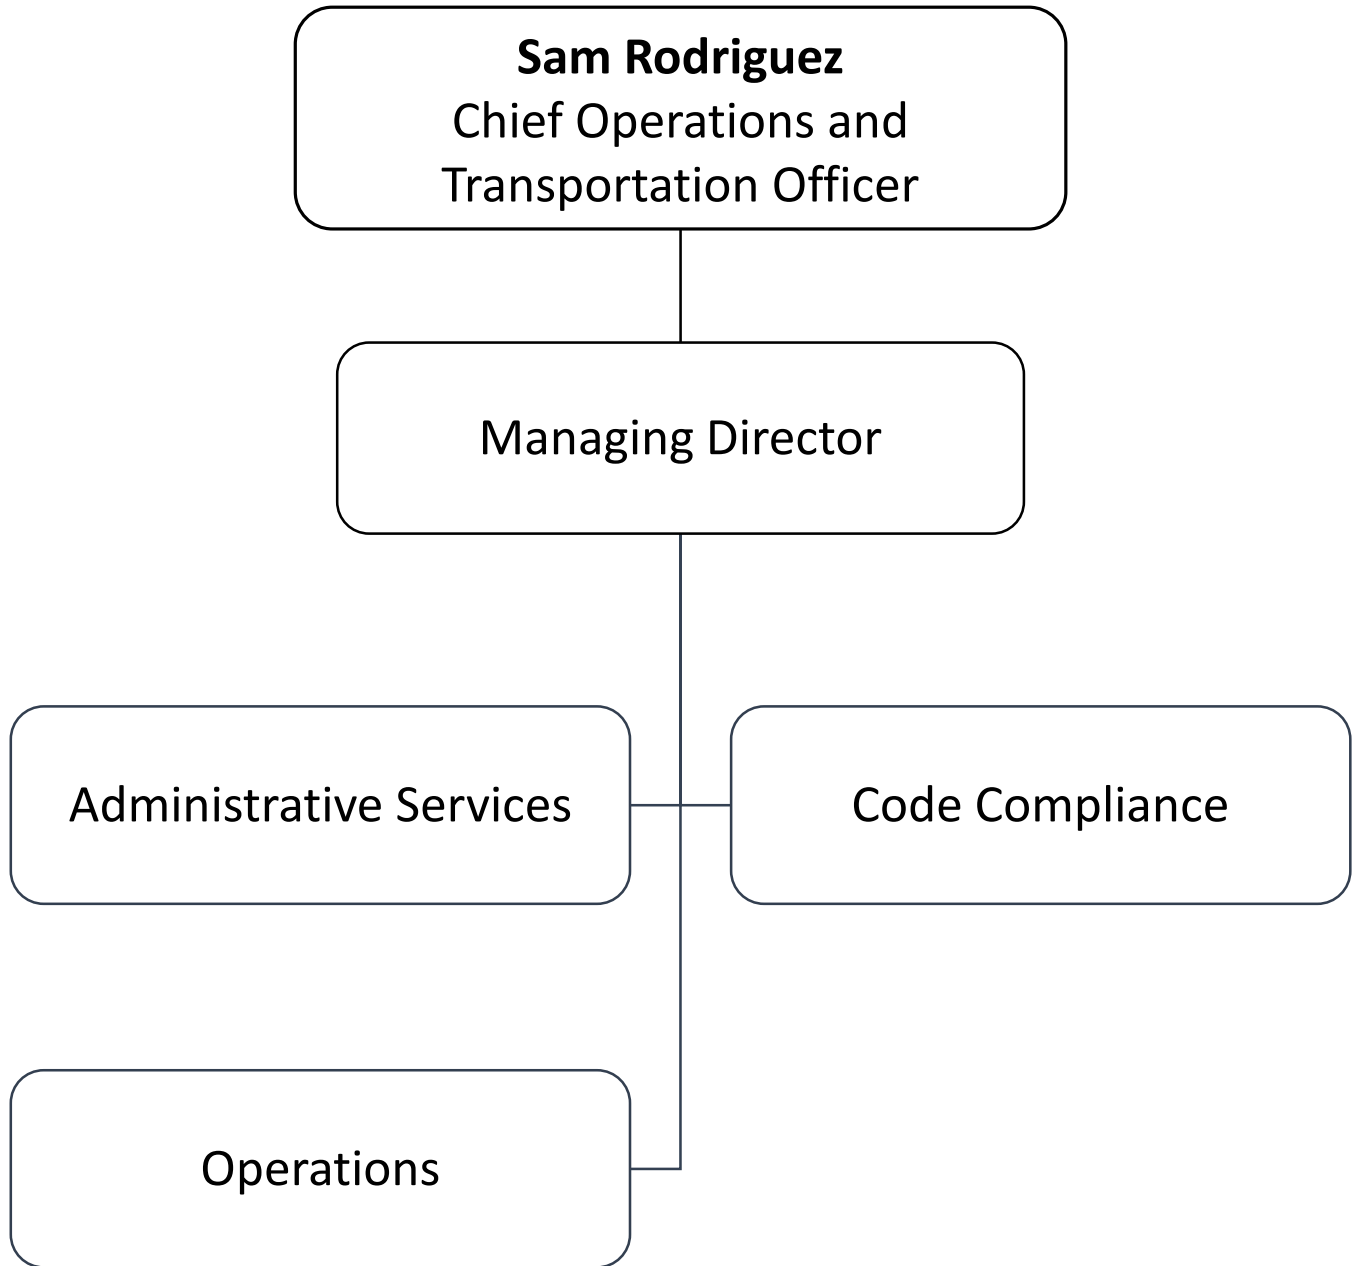 Sam Rodriguez
Chief Operations and
Transportation Officer
Managing Director
Administrative Services
Code Compliance
Operations